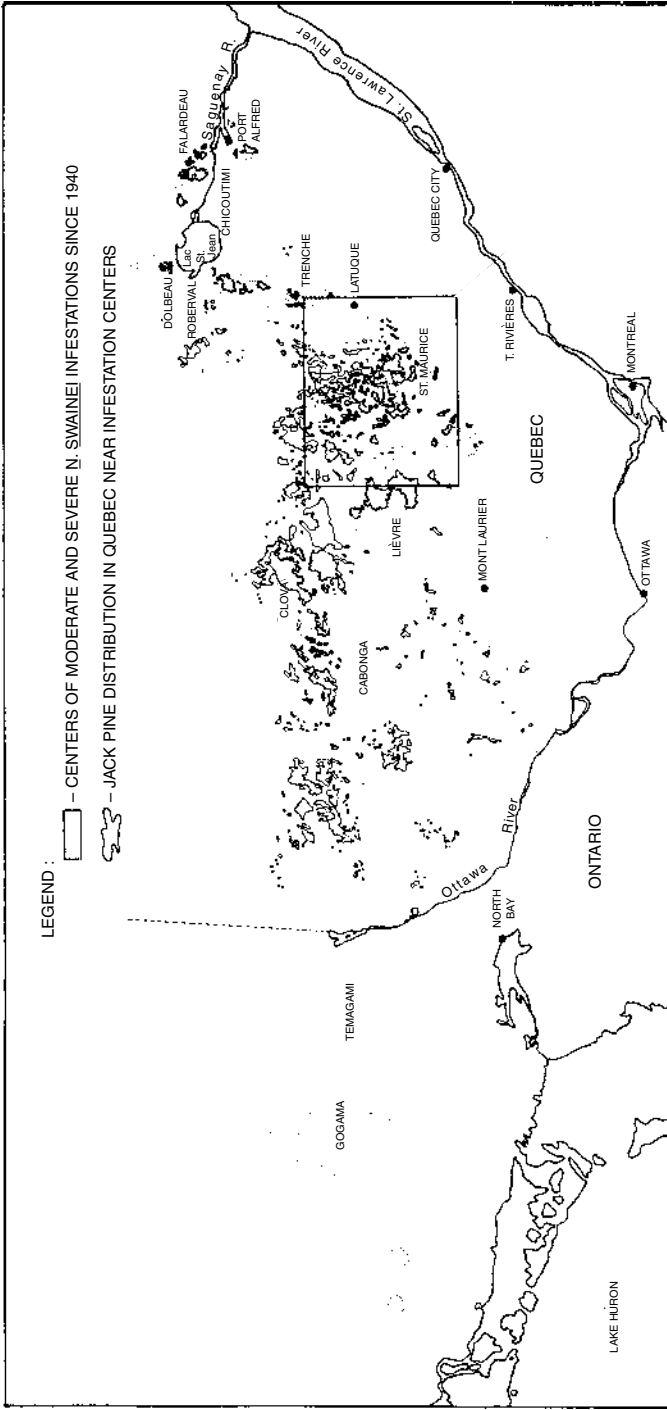 LEGEND :
– CENTERS OF MODERATE AND SEVERE N. SWAINEI INFESTATIONS SINCE 1940
– JACK PINE DISTRIBUTION IN QUEBEC NEAR INFESTATION CENTERS
FALARDEAU
Saguenay R.
PORT
ALFRED
CHICOUTIMI
Lac
St.
Jean
DOLBEAU
ROBERVAL
St. Lawrence River
QUEBEC CITY
TRENCHE
LATUQUE
ST. MAURICE
T. RIVIÈRES
MONTREAL
QUEBEC
LIÈVRE
CLOVA
MONT LAURIER
CABONGA
OTTAWA
Ottawa River
ONTARIO
NORTH
BAY
TEMAGAMI
GOGAMA
LAKE HURON